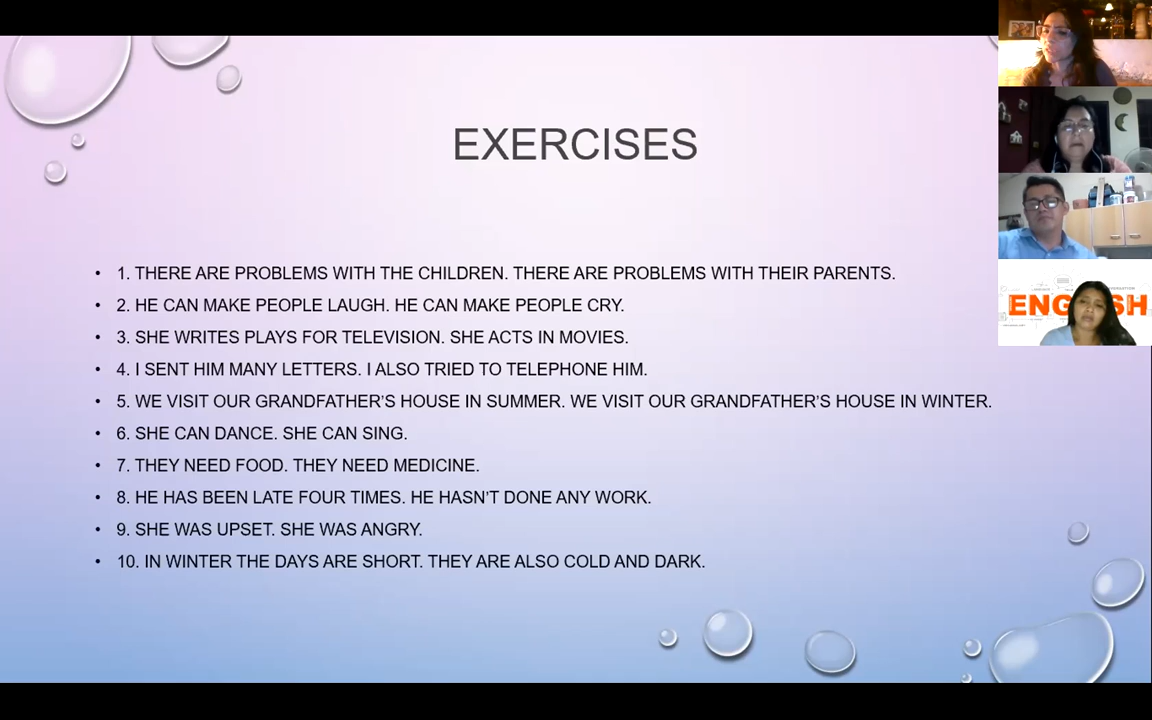 EXERCISES
• 1. THERE ARE PROBLEMS WITH THE CHILDREN. THERE ARE PROBLEMS WITH THEIR PARENTS.
• 2. HE CAN MAKE PEOPLE LAUGH. HE CAN MAKE PEOPLE CRY.
• 3. SHE WRITES PLAYS FOR TELEVISION. SHE ACTS IN MOVIES.
• 4. I SENT HIM MANY LETTERS. I ALSO TRIED TO TELEPHONE HIM.
• 5. WE VISIT OUR GRANDFATHER’S HOUSE IN SUMMER. WE VISIT OUR GRANDFATHER’S HOUSE IN WINTER.
• 6. SHE CAN DANCE. SHE CAN SING.
• 7. THEY NEED FOOD. THEY NEED MEDICINE.
• 8. HE HAS BEEN LATE FOUR TIMES. HE HASN’T DONE ANY WORK.
• 9. SHE WAS UPSET. SHE WAS ANGRY.
• 10. IN WINTER THE DAYS ARE SHORT. THEY ARE ALSO COLD AND DARK.